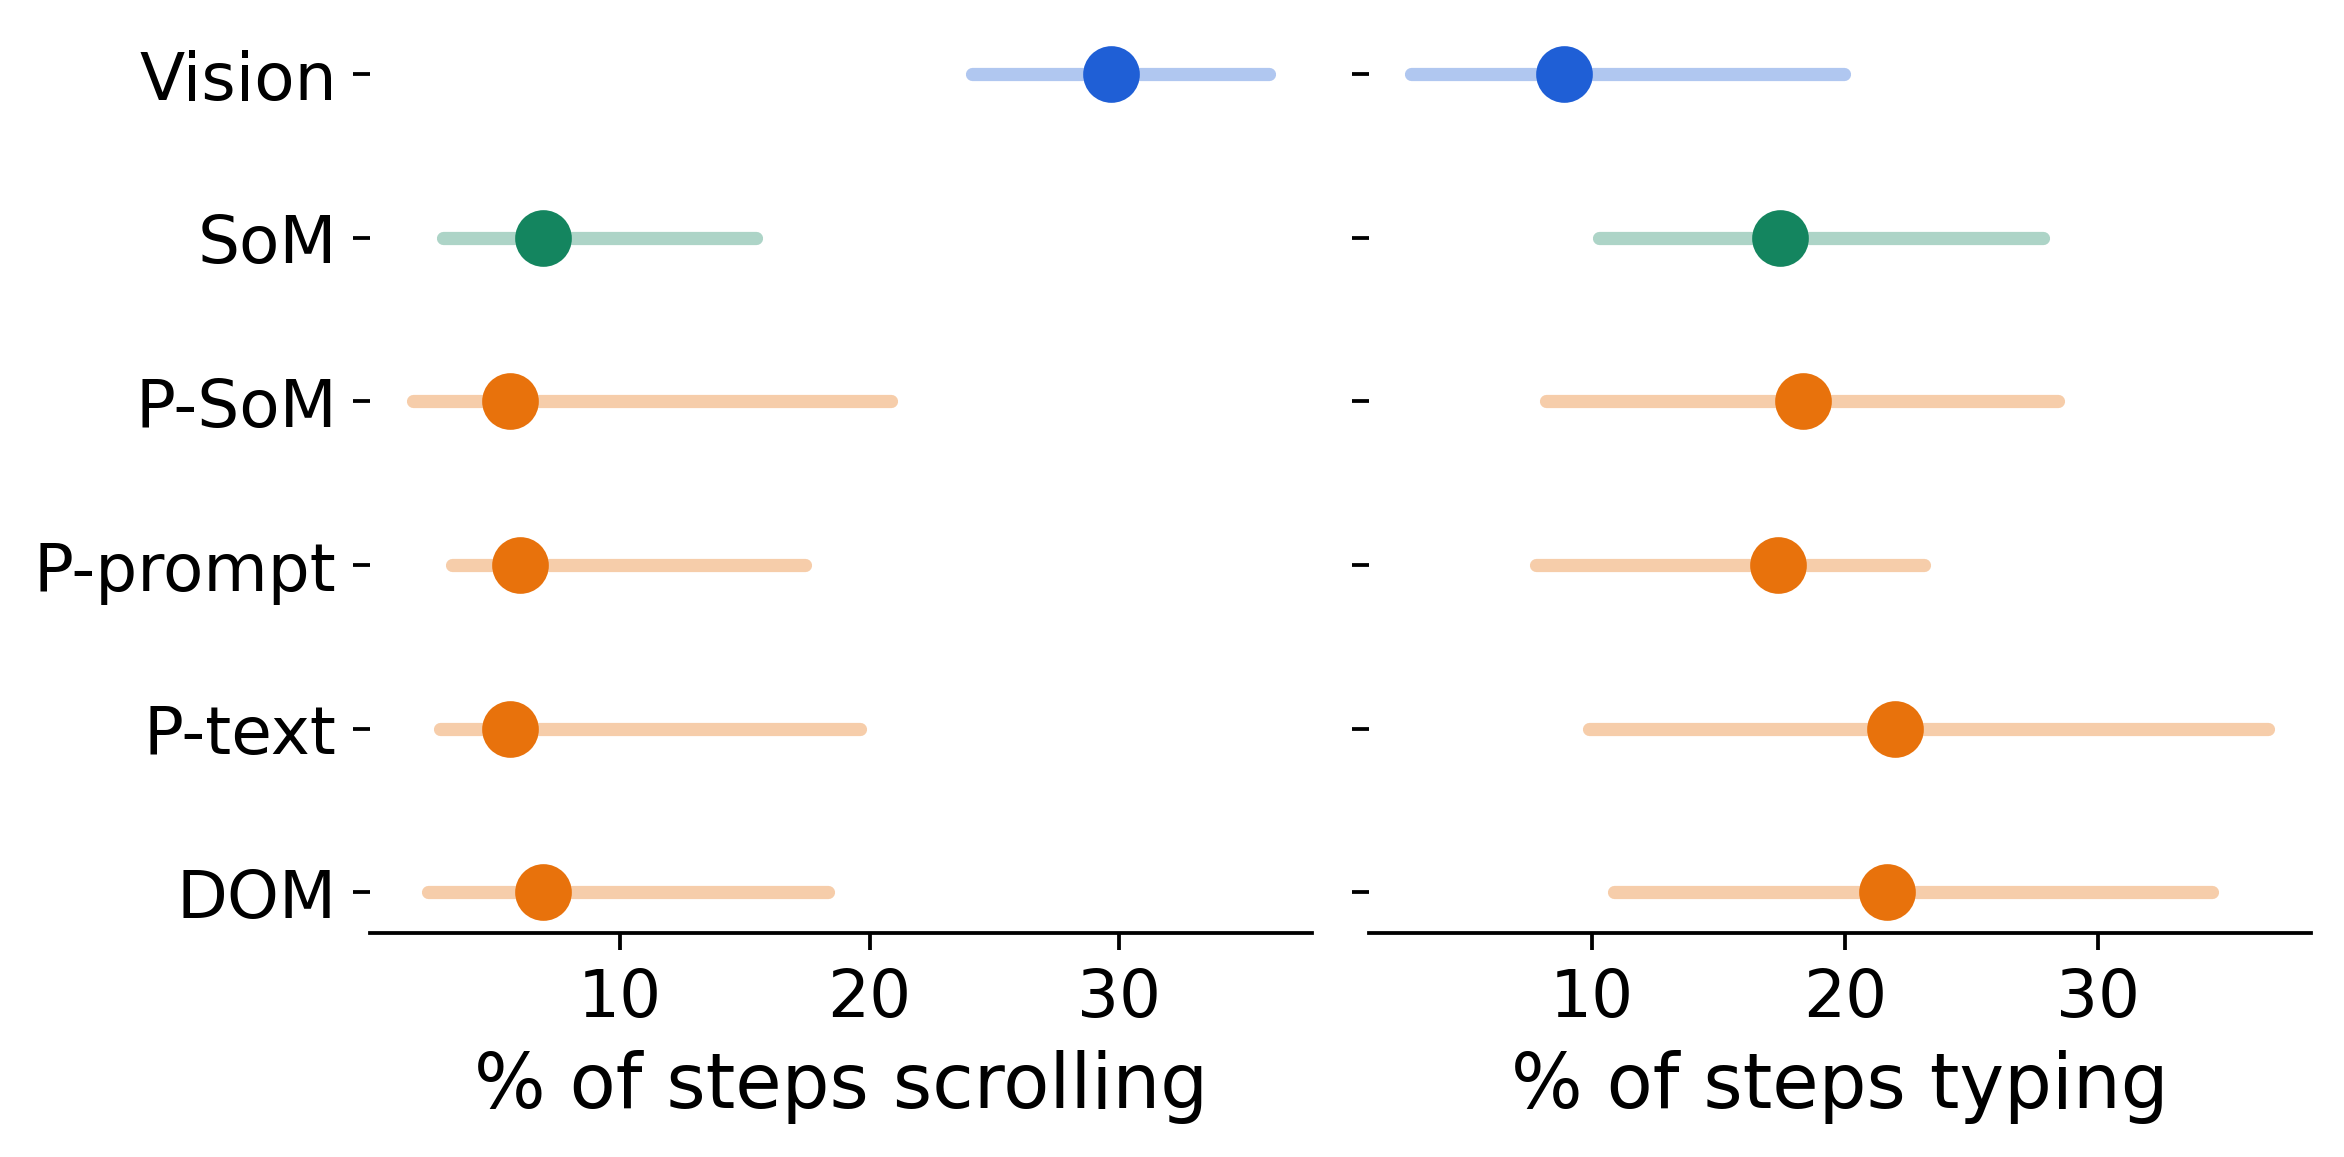 Vision
SoM
P-SoM
P-prompt
P-text
DOM
10 20 30
% of steps scrolling
10 20 30
% of steps typing